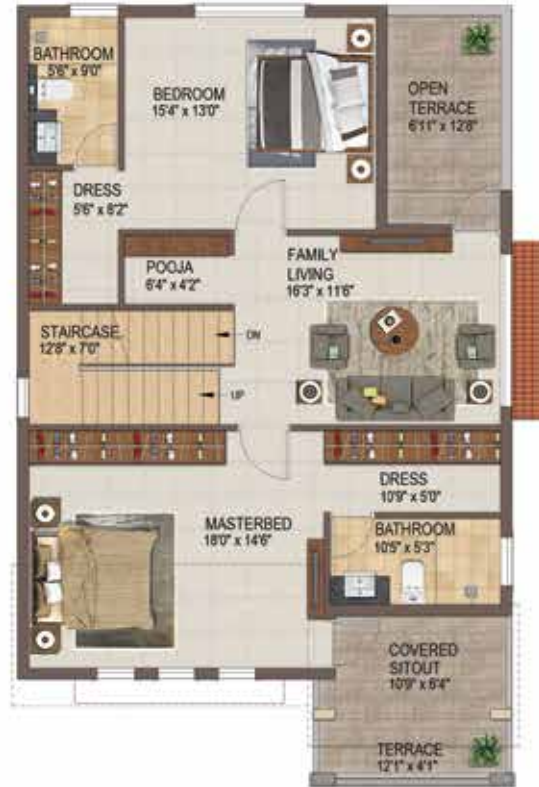 BATHROOM
5'6" x 9'0"
BEDROOM
15'4" x 13'0"
OPEN
TERRACE
6'11" x 12'8"
DRESS
5'6" x 8'2"
POOJA
6'4" x 4'2"
FAMILY
LIVING
16'3" x 11'6"
STAIRCASE
12'8" x 7'0"
DN
UP
DRESS
10'9" x 5'0"
MASTERBED
18'0" x 14'6"
BATHROOM
10'5" x 5'3"
COVERED
SITOUT
10'9" x 6'4"
TERRACE
12'1" x 4'1"